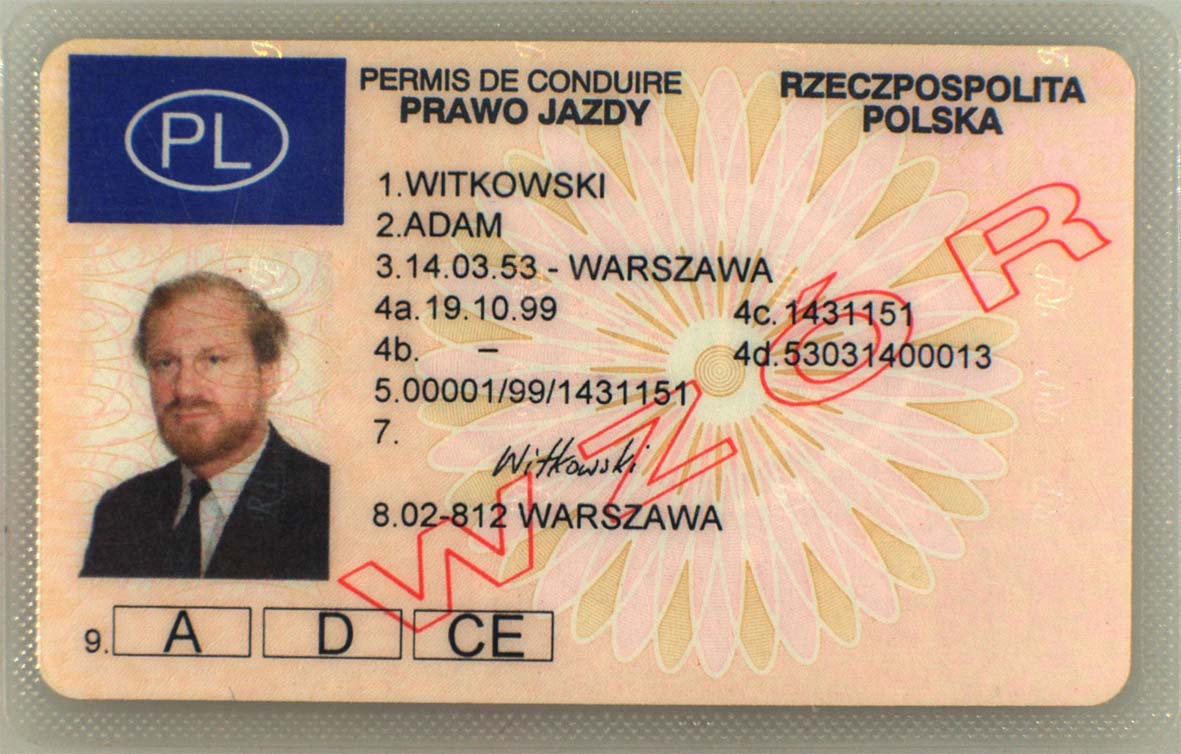 PL
PERMIS DE CONDUIRE
PRAWO JAZDY
RZECZPOSPOLITA
POLSKA
1.WITKOWSKI
2.ADAM
3.14.03.53 - WARSZAWA
4a.19.10.99 4c.1431151
4b. – 4d.53031400013
5.00001/99/1431151
7.
Witkowski
8.02-812 WARSZAWA
WZÓR
9. A D CE